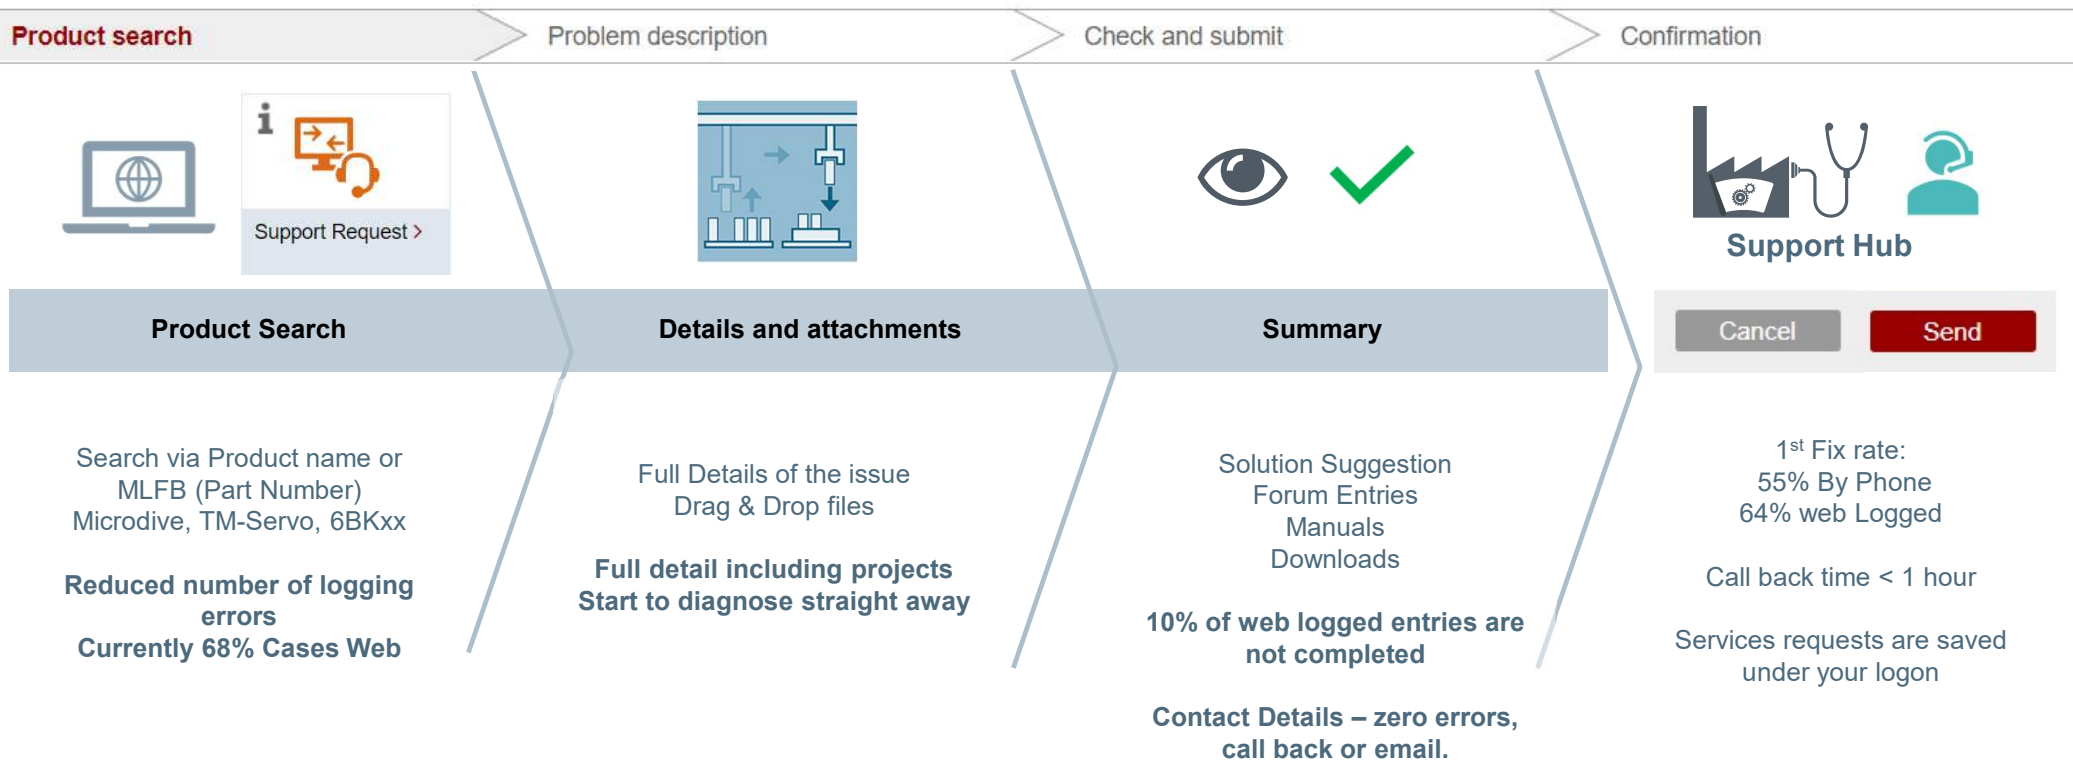 Product search
Problem description
Check and submit
Confirmation
i
Support Request >
Support Hub
Product Search
Details and attachments
Summary
Cancel
Send
Search via Product name or
MLFB (Part Number)
Microdive, TM-Servo, 6BKxx
Reduced number of logging
errors
Currently 68% Cases Web
Full Details of the issue
Drag & Drop files
Full detail including projects
Start to diagnose straight away
Solution Suggestion
Forum Entries
Manuals
Downloads
10% of web logged entries are
not completed
Contact Details – zero errors,
call back or email.
1st Fix rate:
55% By Phone
64% web Logged
Call back time < 1 hour
Services requests are saved
under your logon